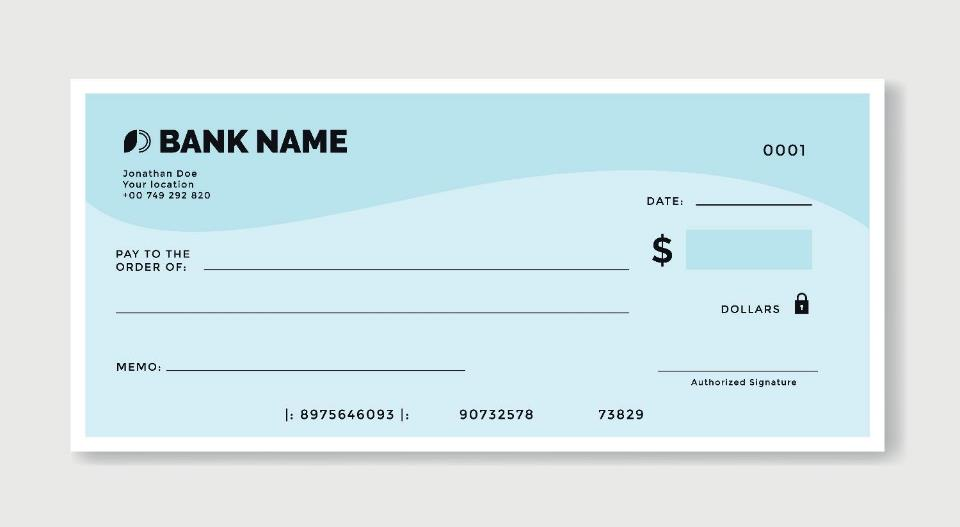 BANK NAME
0001
Jonathan Doe
Your location
+00 749 292 820
DATE:
PAY TO THE
ORDER OF:
$
DOLLARS
MEMO:
Authorized Signature
|: 8975646093 |: 90732578 73829